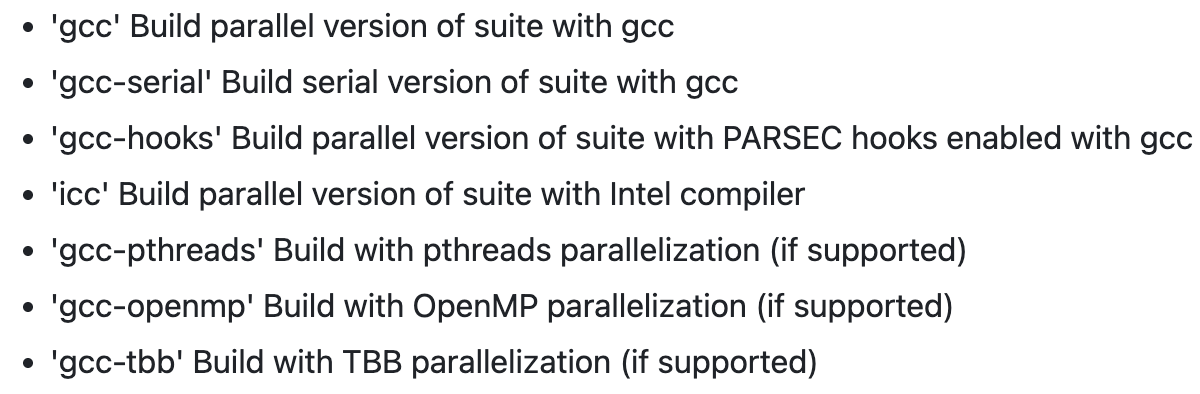 • 'gcc' Build parallel version of suite with gcc
• 'gcc-serial' Build serial version of suite with gcc
• 'gcc-hooks' Build parallel version of suite with PARSEC hooks enabled with gcc
• 'icc' Build parallel version of suite with Intel compiler
• 'gcc-pthreads' Build with pthreads parallelization (if supported)
• 'gcc-openmp' Build with OpenMP parallelization (if supported)
• 'gcc-tbb' Build with TBB parallelization (if supported)